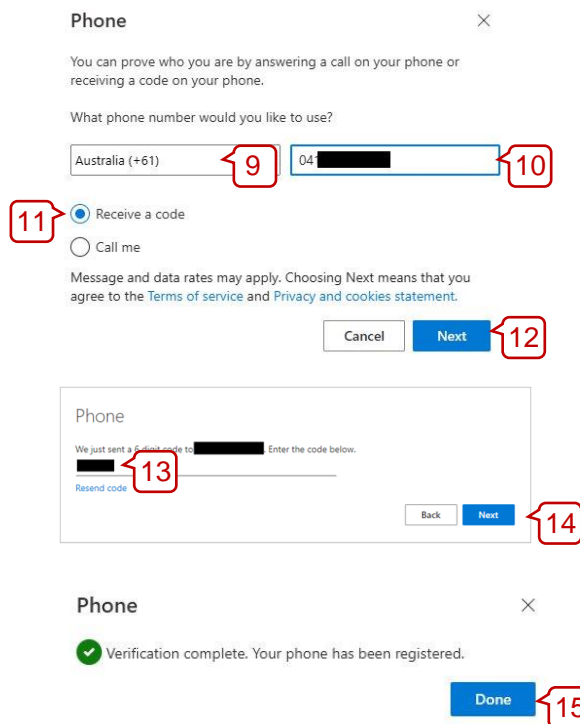 Phone
You can prove who you are by answering a call on your phone or
receiving a code on your phone.
What phone number would you like to use?
Australia (+61) 9 04 10
11 Receive a code
Call me
Message and data rates may apply. Choosing Next means that you
agree to the Terms of service and Privacy and cookies statement.
Cancel Next 12
Phone
We just sent a 6 digit code to . Enter the code below.
13
Resend code
Back Next 14
Phone
Verification complete. Your phone has been registered.
Done 15